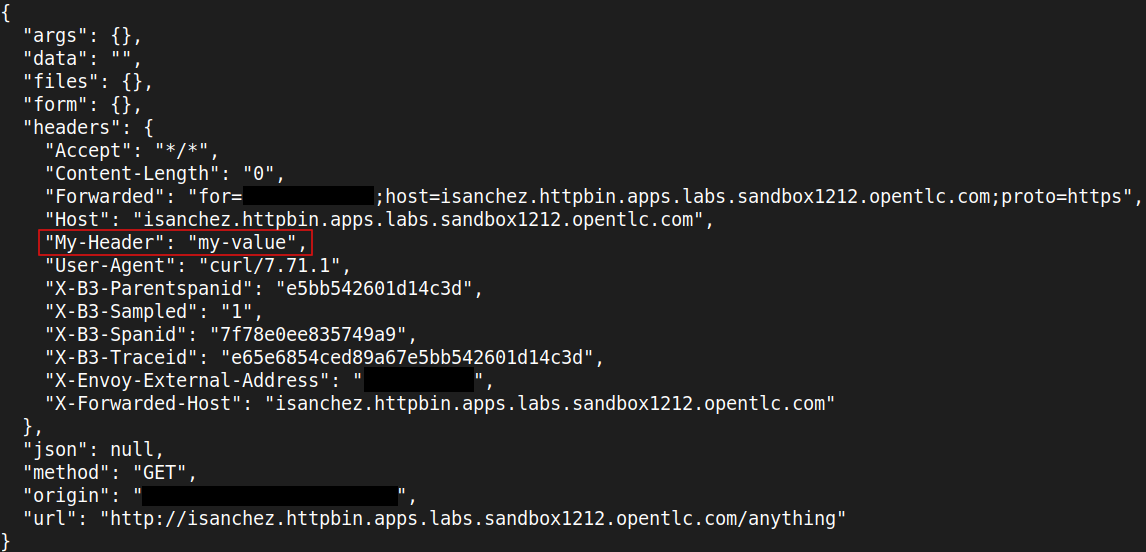 {
  "args": {},
  "data": "",
  "files": {},
  "form": {},
  "headers": {
    "Accept": "*/*",
    "Content-Length": "0",
    "Forwarded": "for=;host=isanchez.httpbin.apps.labs.sandbox1212.opentlc.com;proto=https",
    "Host": "isanchez.httpbin.apps.labs.sandbox1212.opentlc.com",
    "My-Header": "my-value",
    "User-Agent": "curl/7.71.1",
    "X-B3-Parentspanid": "e5bb542601d14c3d",
    "X-B3-Sampled": "1",
    "X-B3-Spanid": "7f78e0ee835749a9",
    "X-B3-Traceid": "e65e6854ced89a67e5bb542601d14c3d",
    "X-Envoy-External-Address": "",
    "X-Forwarded-Host": "isanchez.httpbin.apps.labs.sandbox1212.opentlc.com"
  },
  "json": null,
  "method": "GET",
  "origin": "",
  "url": "http://isanchez.httpbin.apps.labs.sandbox1212.opentlc.com/anything"
}